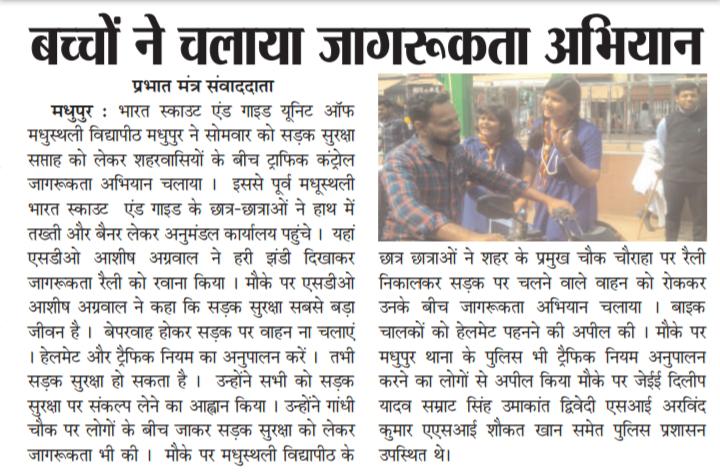 बच्चों ने चलाया जागरूकता अभियान
प्रभात मंत्र संवाददाता
मधुपुर : भारत स्काउट एंड गाइड यूनिट ऑफ
मधुस्थली विद्यापीठ मधुपुर ने सोमवार को सड़क सुरक्षा
सप्ताह को लेकर शहरवासियों के बीच ट्राफिक कंट्रोल
जागरूकता अभियान चलाया । इससे पूर्व मधूस्थली
भारत स्काउट एंड गाइड के छात्र-छात्राओं ने हाथ में
तख्ती और बैनर लेकर अनुमंडल कार्यालय पहुंचे । यहां
एसडीओ आशीष अग्रवाल ने हरी झंडी दिखाकर
जागरूकता रैली को रवाना किया । मौके पर एसडीओ
आशीष अग्रवाल ने कहा कि सड़क सुरक्षा सबसे बड़ा
जीवन है । बेपरवाह होकर सड़क पर वाहन ना चलाएं
। हेलमेट और ट्रैफिक नियम का अनुपालन करें । तभी
सड़क सुरक्षा हो सकता है । उन्होंने सभी को सड़क
सुरक्षा पर संकल्प लेने का आह्वान किया । उन्होंने गांधी
चौक पर लोगों के बीच जाकर सड़क सुरक्षा को लेकर
जागरूकता भी की । मौके पर मधुस्थली विद्यापीठ के
छात्र छात्राओं ने शहर के प्रमुख चौक चौराहा पर रैली
निकालकर सड़क पर चलने वाले वाहन को रोककर
उनके बीच जागरूकता अभियान चलाया । बाइक
चालकों को हेलमेट पहनने की अपील की । मौके पर
मधुपुर थाना के पुलिस भी ट्रैफिक नियम अनुपालन
करने का लोगों से अपील किया मौके पर जेईई दिलीप
यादव सम्राट सिंह उमाकांत द्विवेदी एसआई अरविंद
कुमार एएसआई शौकत खान समेत पुलिस प्रशासन
उपस्थित थे।